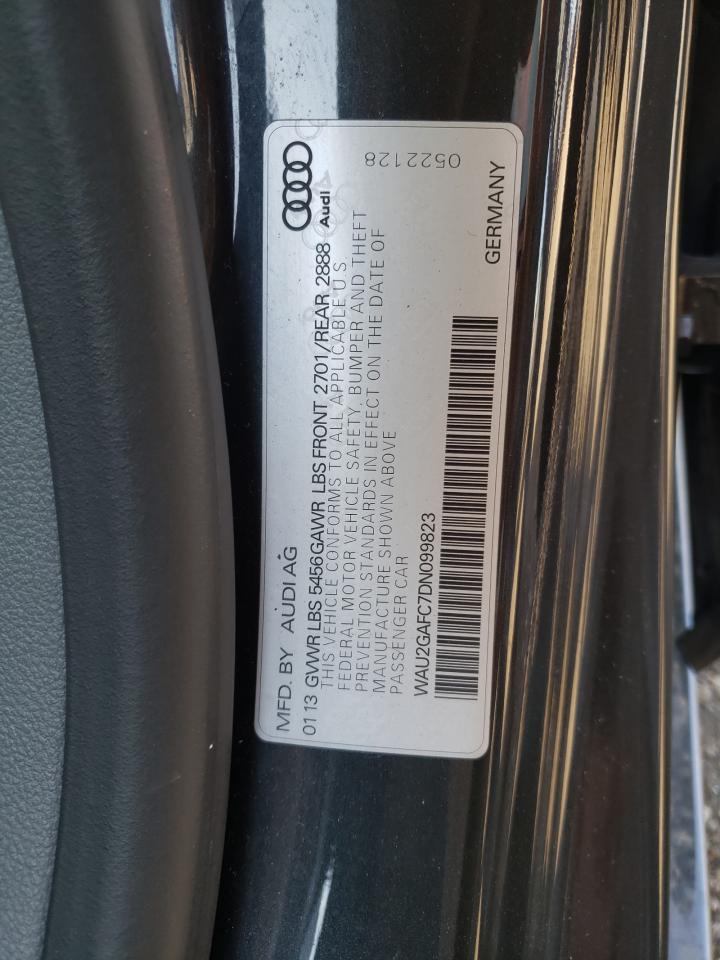 MFD. BY AUDI AG
01 13 GVWR LBS 5456 GAWR LBS FRONT 2701/REAR 2888
THIS VEHICLE CONFORMS TO ALL APPLICABLE U.S
FEDERAL MOTOR VEHICLE SAFETY, BUMPER AND THEFT
PREVENTION STANDARDS IN EFFECT ON THE DATE OF
MANUFACTURE SHOWN ABOVE
PASSENGER CAR
WAU2GAFC7DN099823
GERMANY
Audi
0522128